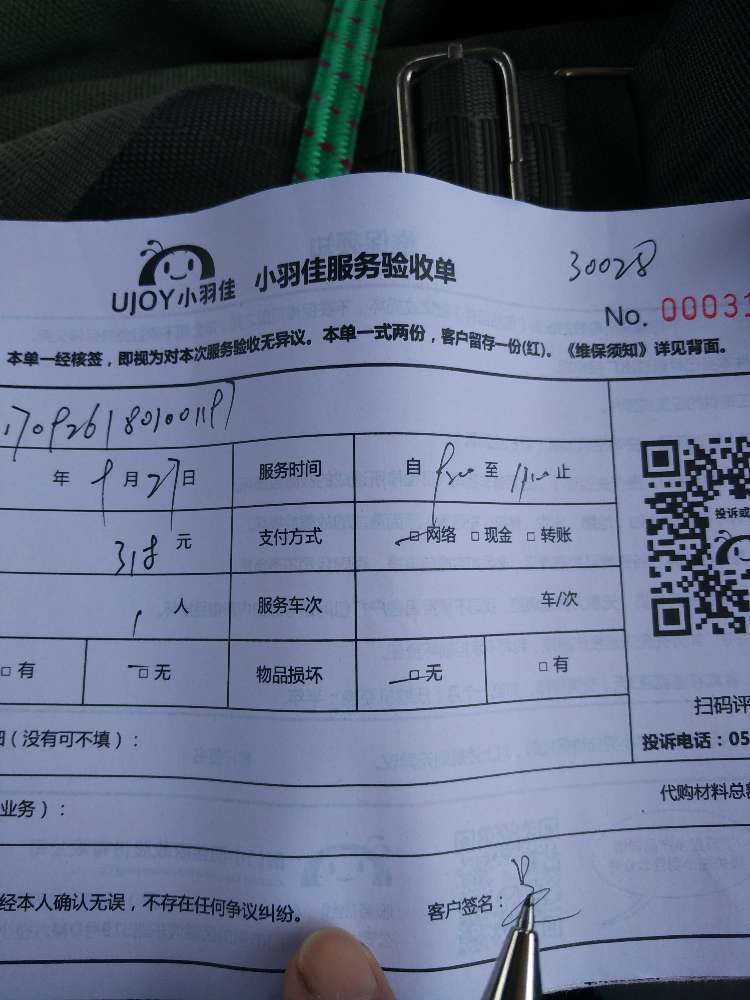 UJOY小羽佳 小羽佳服务验收单 30028
No. 00031
本单一经核签，即视为对本次服务验收无异议。本单一式两份，客户留存一份(红)。《维保须知》详见背面。
年 9月27日 服务时间 自 至 止
318元 支付方式 网络 □现金 □转账
投诉或
1人 服务车次 车/次
□有 □无 物品损坏 □无 □有
扫码评
（没有可不填）： 投诉电话：05
业务）： 代购材料总
经本人确认无误，不存在任何争议纠纷。 客户签名：